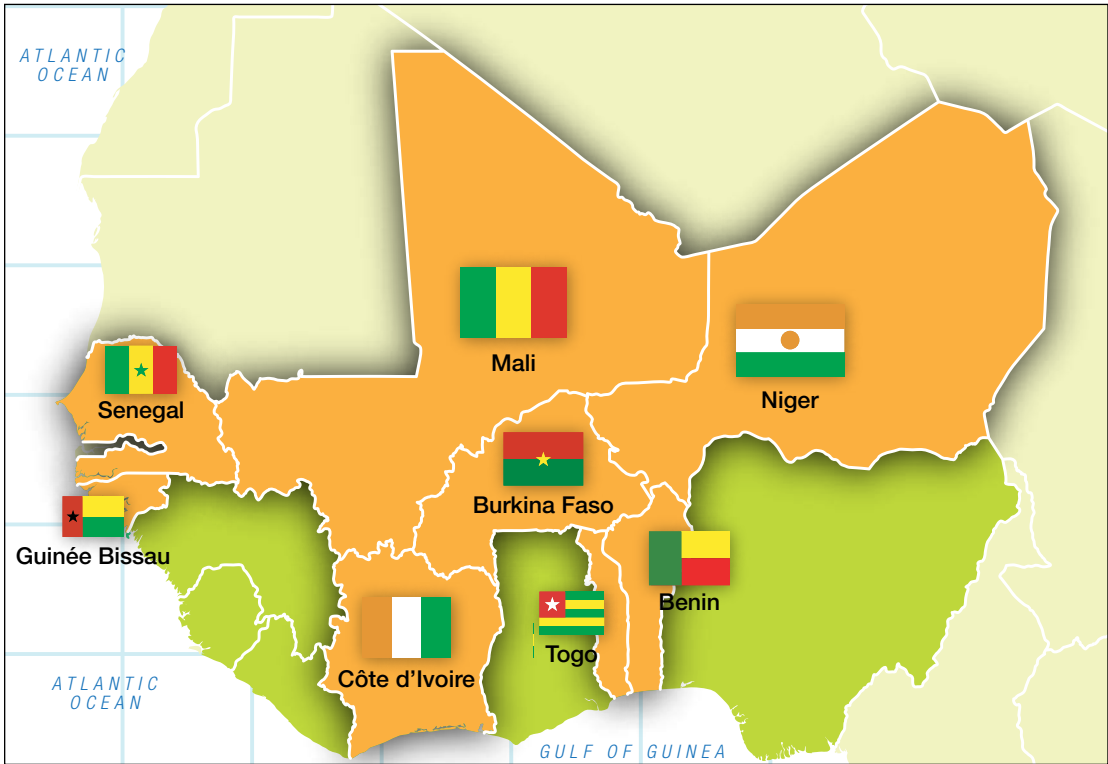 ATLANTIC
OCEAN
Mali
Niger
Senegal
Burkina Faso
Guinée Bissau
Benin
Togo
Côte d'Ivoire
ATLANTIC
OCEAN
GULF OF GUINEA